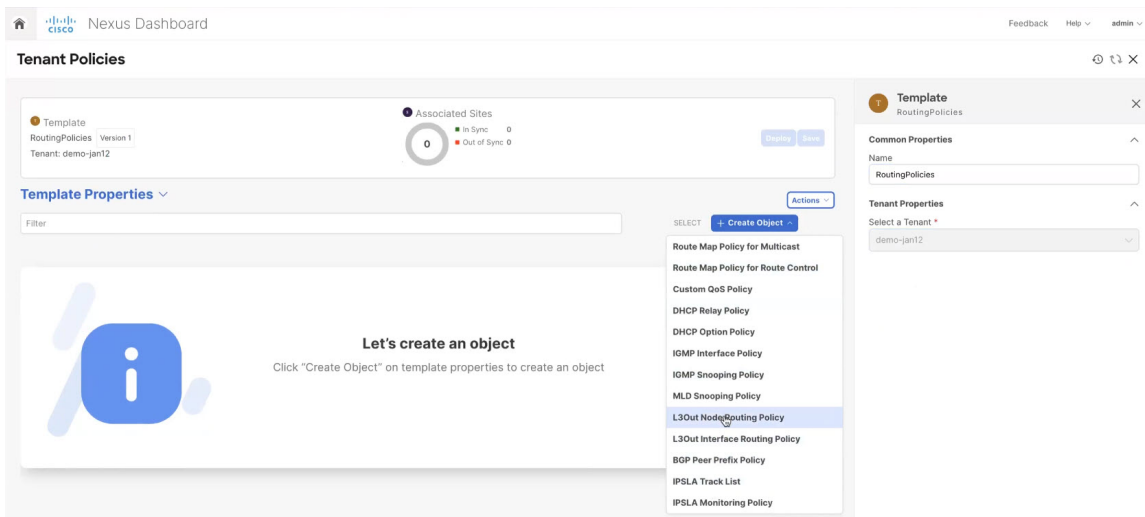 CISCO Nexus Dashboard
Feedback Help admin
Tenant Policies
T Template
RoutingPolicies Version 1
Tenant: demo-jan12
Associated Sites
0
In Sync 0
Out of Sync 0
Deploy Save
Template Properties
Actions
Filter
SELECT + Create Object
Route Map Policy for Multicast
Route Map Policy for Route Control
Custom QoS Policy
DHCP Relay Policy
DHCP Option Policy
IGMP Interface Policy
IGMP Snooping Policy
MLD Snooping Policy
L3Out Node Routing Policy
L3Out Interface Routing Policy
BGP Peer Prefix Policy
IPSLA Track List
IPSLA Monitoring Policy
Let's create an object
Click "Create Object" on template properties to create an object
T Template
RoutingPolicies
Common Properties
Name
RoutingPolicies
Tenant Properties
Select a Tenant *
demo-jan12